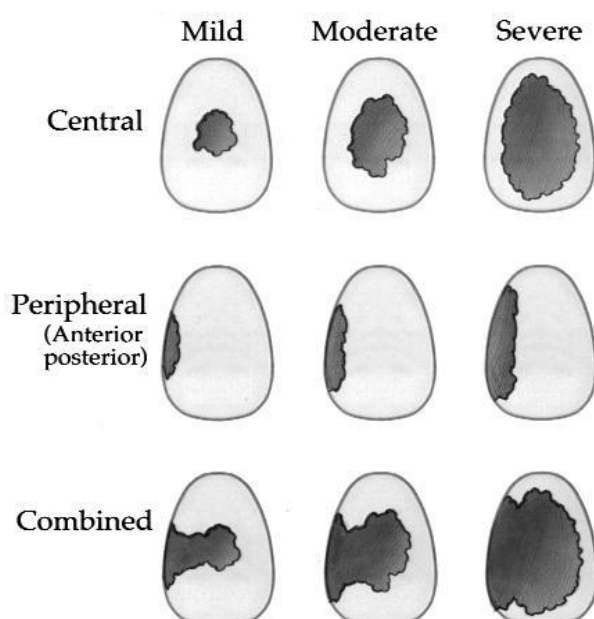 Mild Moderate Severe
Central
Peripheral
(Anterior
posterior)
Combined